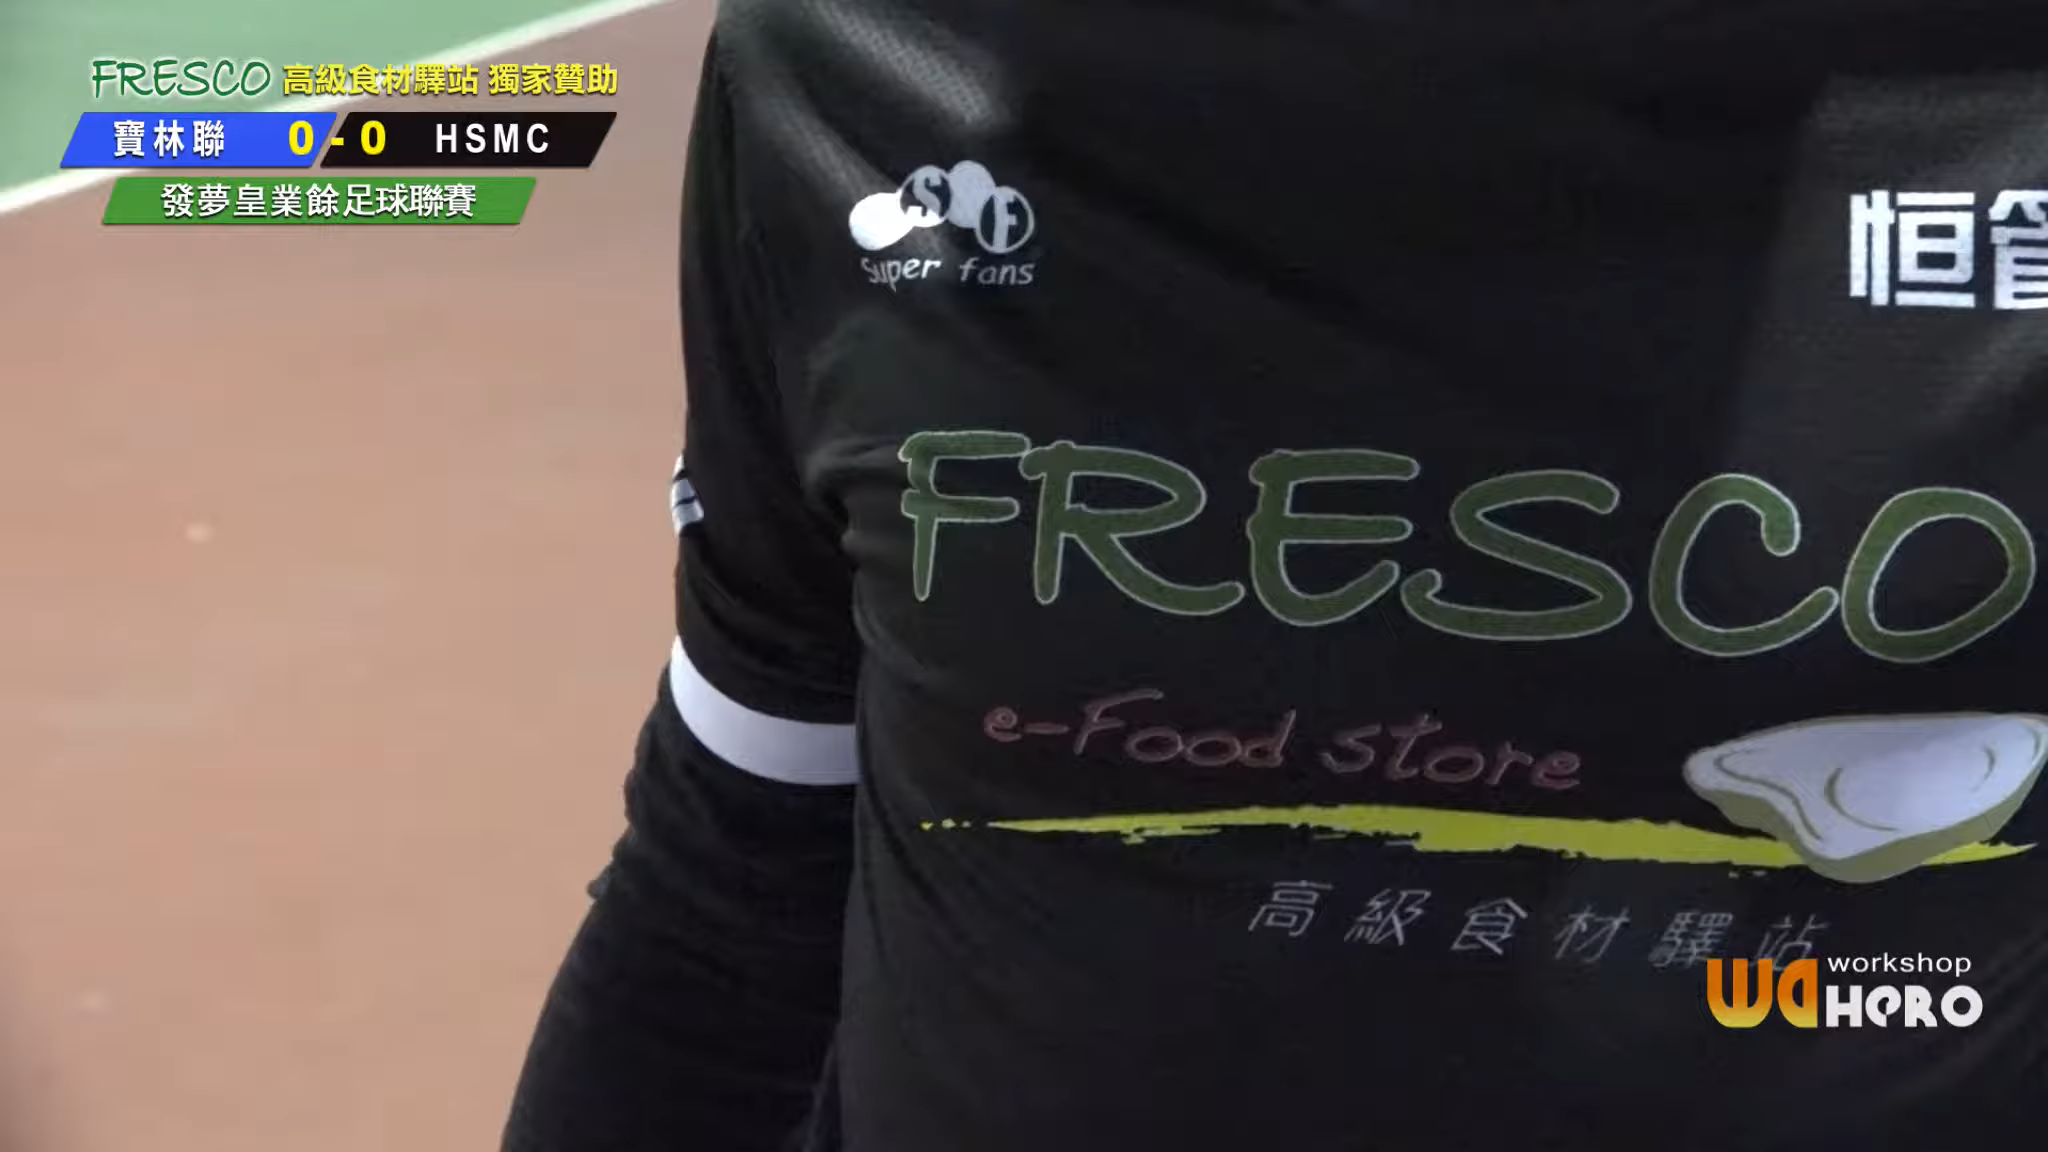 FRESCO 高級食材驛站 獨家贊助
寶林聯 0 - 0 HSMC
發夢皇業餘足球聯賽
S F
super fans
恒
FRESCO
e-Food store
高級食材驛站
wa workshop
HERO